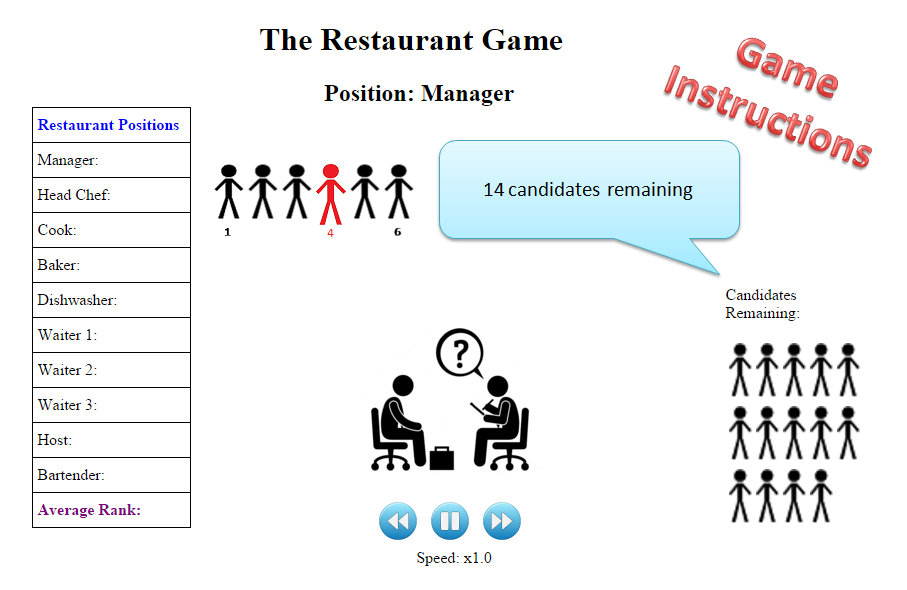 The Restaurant Game
Game
Instructions
Position: Manager
Restaurant Positions
Manager:
Head Chef:
Cook:
Baker:
Dishwasher:
Waiter 1:
Waiter 2:
Waiter 3:
Host:
Bartender:
Average Rank:
1 4 6
14 candidates remaining
?
Candidates
Remaining:
Speed: x1.0